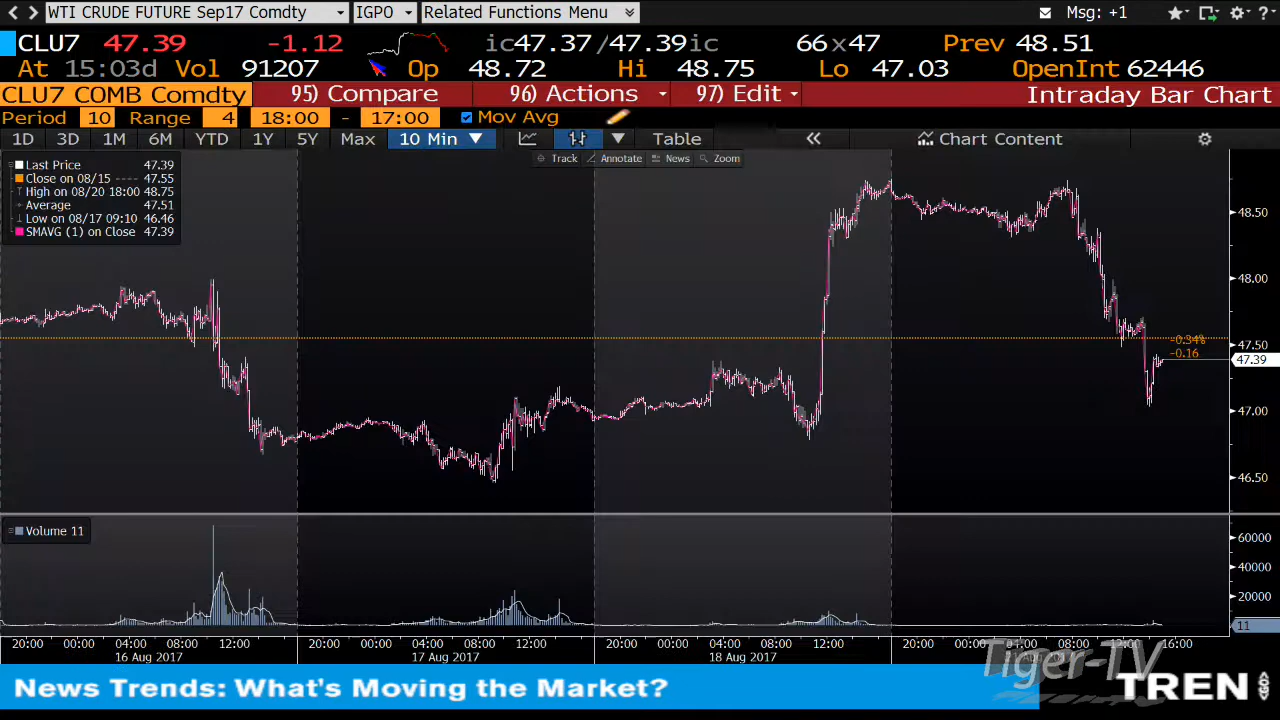 WTI CRUDE FUTURE Sep17 Comdty IGPO Related Functions Menu Msg: +1
CLU7 47.39 -1.12 ic47.37/47.39ic 66x47 Prev 48.51
At 15:03d Vol 91207 Op 48.72 Hi 48.75 Lo 47.03 OpenInt 62446
CLU7 COMB Comdty 95) Compare 96) Actions 97) Edit Intraday Bar Chart
Period 10 Range 4 18:00 - 17:00 Mov Avg
1D 3D 1M 6M YTD 1Y 5Y Max 10 Min Table « Chart Content
Track Annotate News Zoom
Last Price 47.39
Close on 08/15 ---- 47.55
High on 08/20 18:00 48.75
Average 47.51
Low on 08/17 09:10 46.46
SMAVG (1) on Close 47.39
48.50
48.00
47.50
-0.34%
-0.16
47.39
47.00
46.50
Volume 11
60000
40000
20000
11
20:00 00:00 04:00 08:00 12:00 20:00 00:00 04:00 08:00 12:00 20:00 00:00 04:00 08:00 12:00 20:00 00:00 04:00 08:00 12:00 16:00
16 Aug 2017 17 Aug 2017 18 Aug 2017
Tiger-TV
News Trends: What's Moving the Market?
TREN